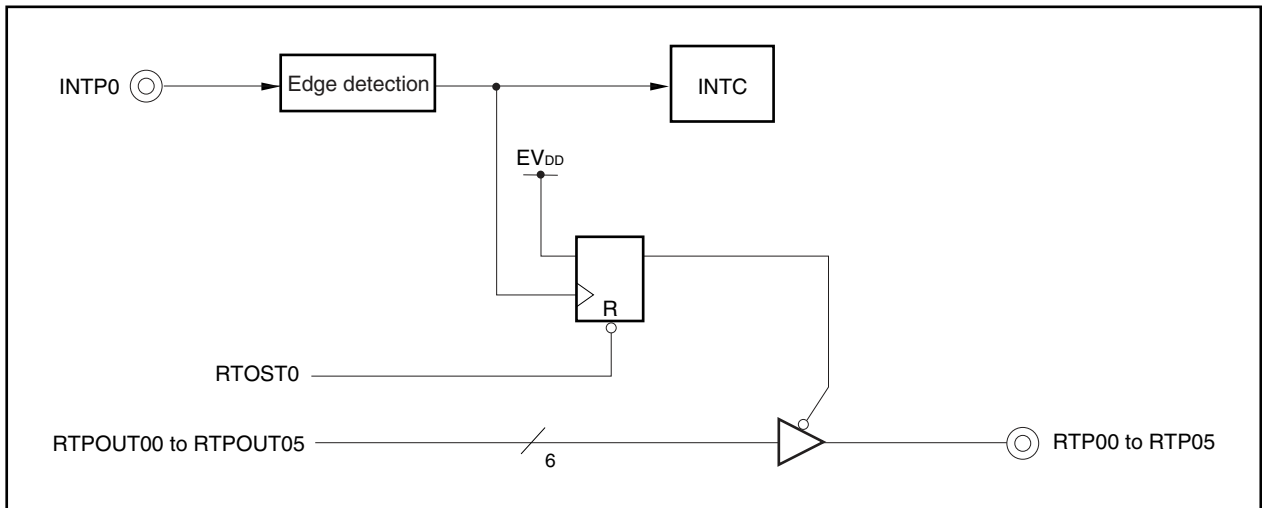 INTP0
Edge detection
INTC
EVDD
R
RTOST0
RTPOUT00 to RTPOUT05
6
RTP00 to RTP05